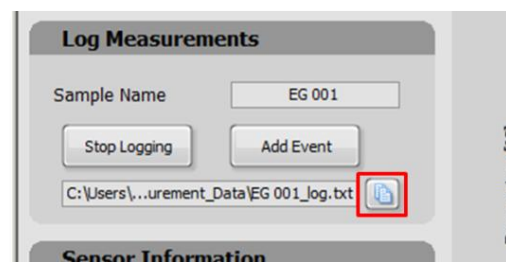 Log Measurements
Sample Name EG 001
Stop Logging Add Event
C:\Users\...urement_Data\EG 001_log.txt
Sensor Information